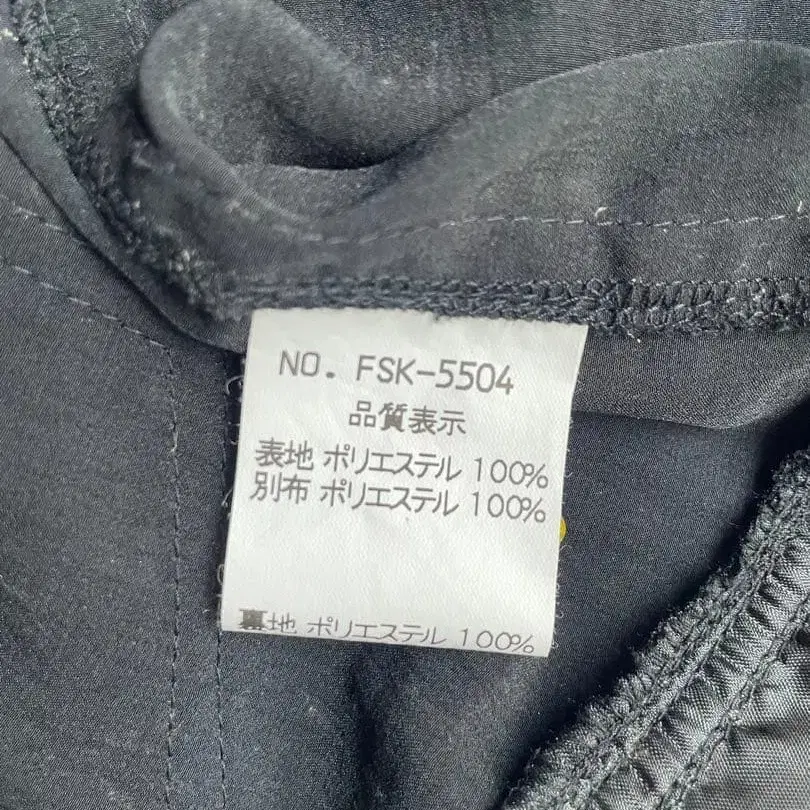 NO. FSK-5504
品質表示
表地 ポリエステル 100%
別布 ポリエステル 100%
裏地 ポリエステル 100%